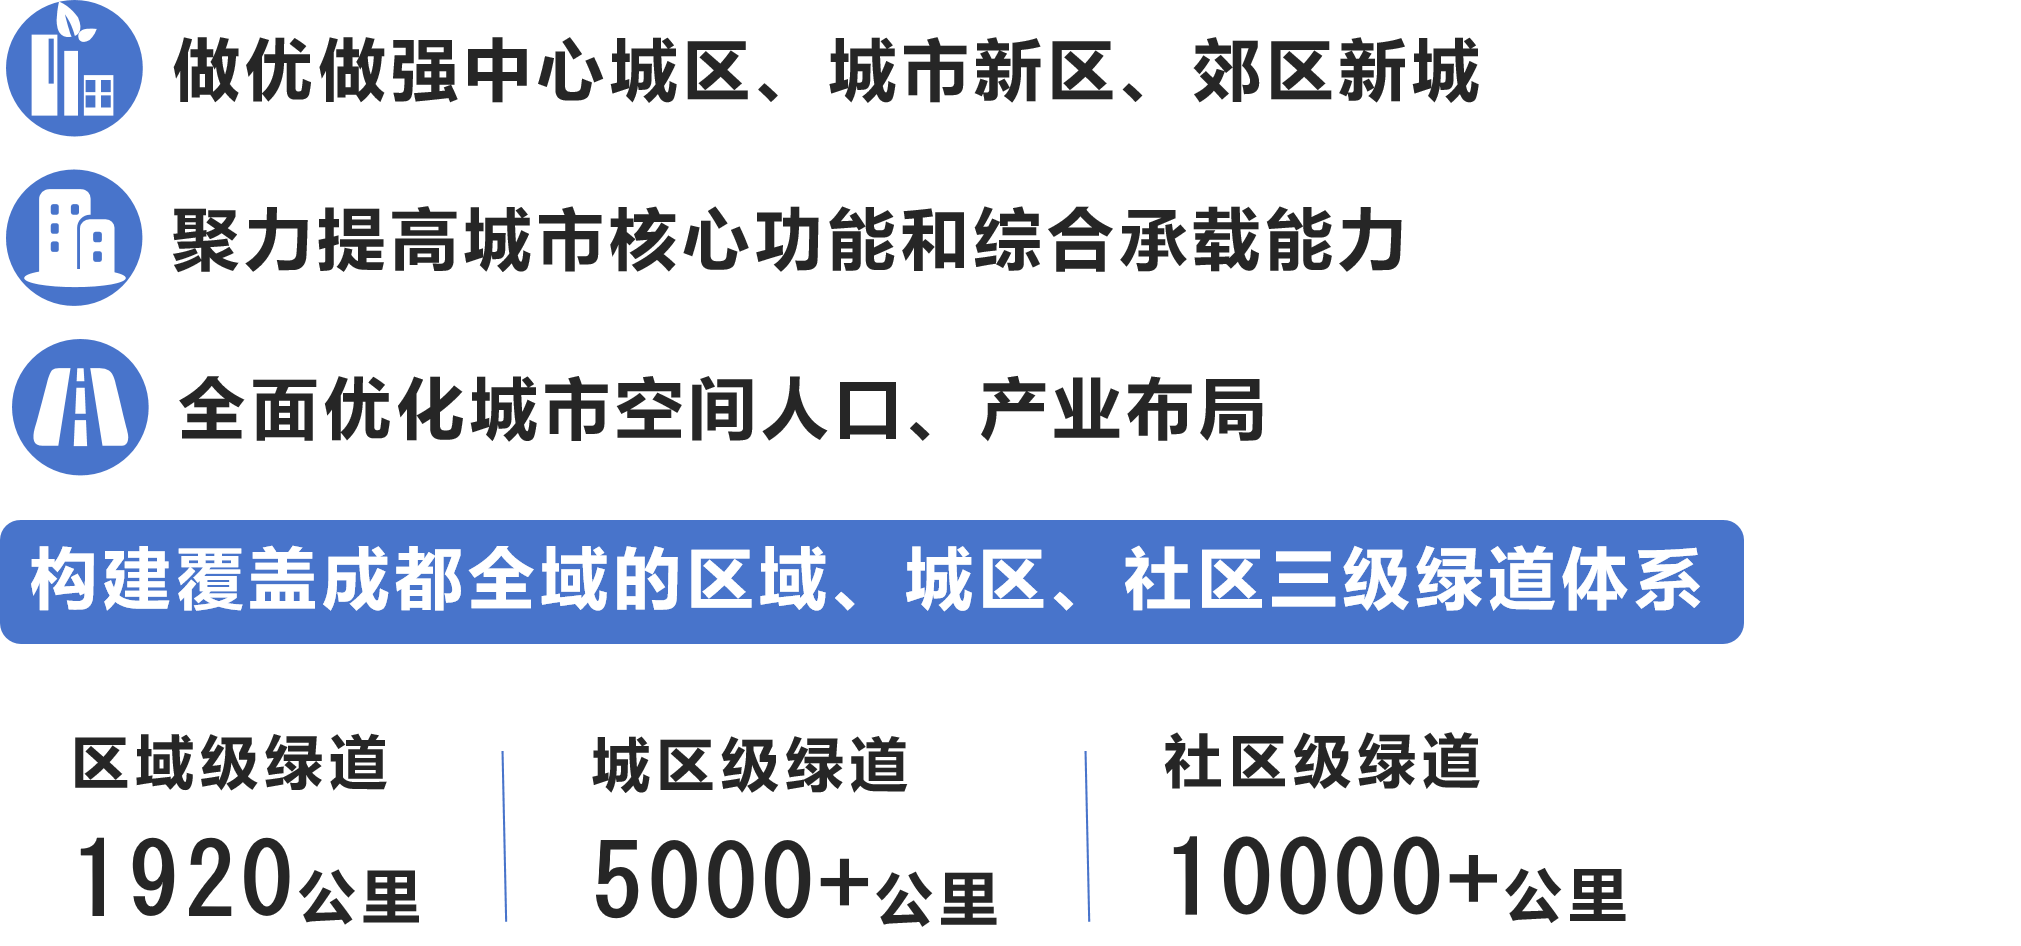 做优做强中心城区、城市新区、郊区新城
聚力提高城市核心功能和综合承载能力
全面优化城市空间人口、产业布局
构建覆盖成都全域的区域、城区、社区三级绿道体系
区域级绿道
1920公里
城区级绿道
5000+公里
社区级绿道
10000+公里